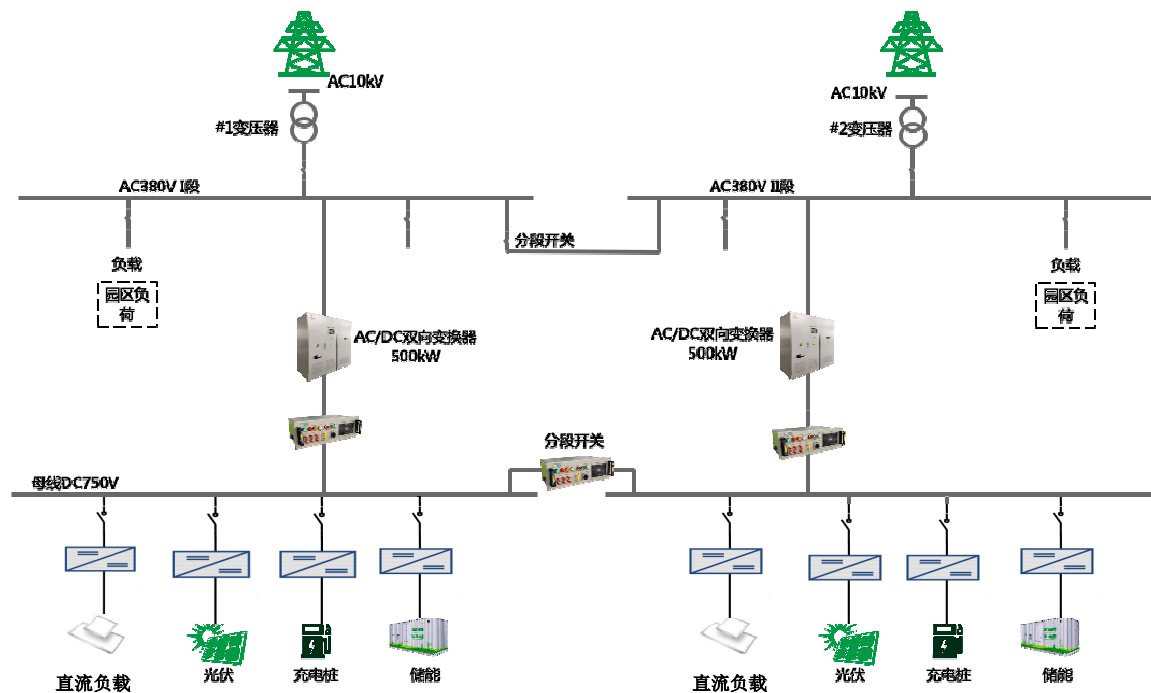 AC10kV
AC10kV
#1变压器
#2变压器
AC380V I段
AC380V II段
分段开关
负载
负载
园区负
荷
园区负
荷
AC/DC双向变换器
500kW
AC/DC双向变换器
500kW
分段开关
母线DC750V
直流负载
光伏
充电桩
储能
直流负载
光伏
充电桩
储能